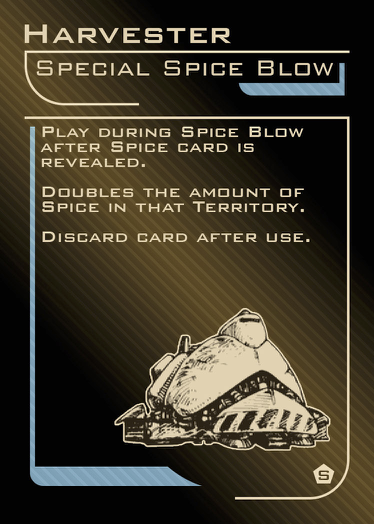 Harvester
Special Spice Blow
Play during Spice Blow
after Spice card is
revealed.
Doubles the amount of
Spice in that Territory.
Discard card after use.
S